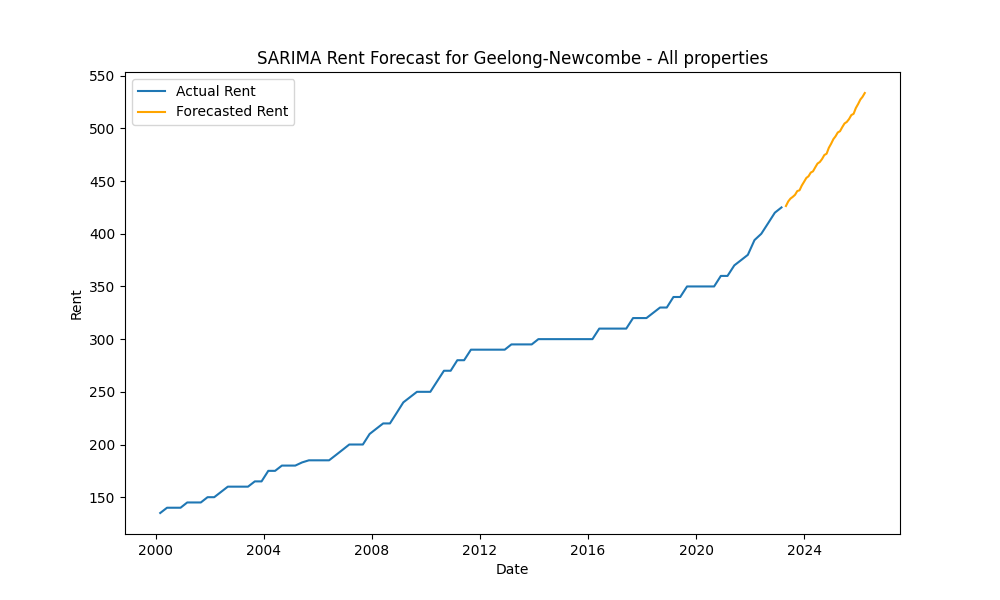 SARIMA Rent Forecast for Geelong-Newcombe - All properties
Actual Rent
Forecasted Rent
Rent
550
500
450
400
350
300
250
200
150
2000 2004 2008 2012 2016 2020 2024
Date